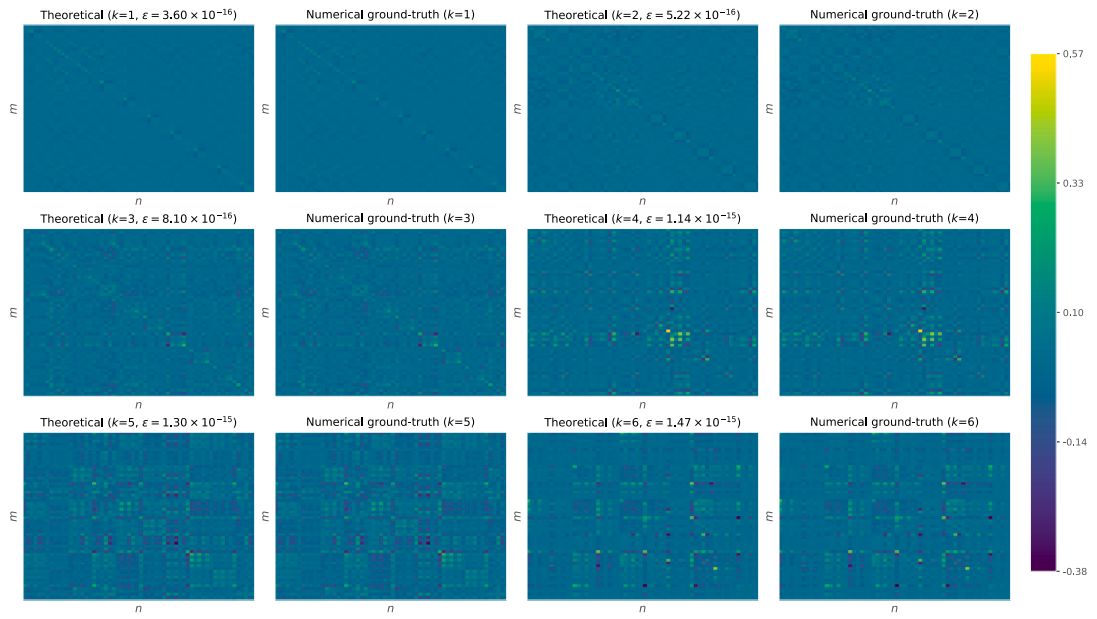 Theoretical (k=1, ε = 3.60 × 10⁻¹⁶)
Numerical ground-truth (k=1)
Theoretical (k=2, ε = 5.22 × 10⁻¹⁶)
Numerical ground-truth (k=2)
m
m
m
m
n
n
n
n
Theoretical (k=3, ε = 8.10 × 10⁻¹⁶)
Numerical ground-truth (k=3)
Theoretical (k=4, ε = 1.14 × 10⁻¹⁵)
Numerical ground-truth (k=4)
m
m
m
m
n
n
n
n
Theoretical (k=5, ε = 1.30 × 10⁻¹⁵)
Numerical ground-truth (k=5)
Theoretical (k=6, ε = 1.47 × 10⁻¹⁵)
Numerical ground-truth (k=6)
m
m
m
m
n
n
n
n
0.57
0.33
0.10
-0.14
-0.38